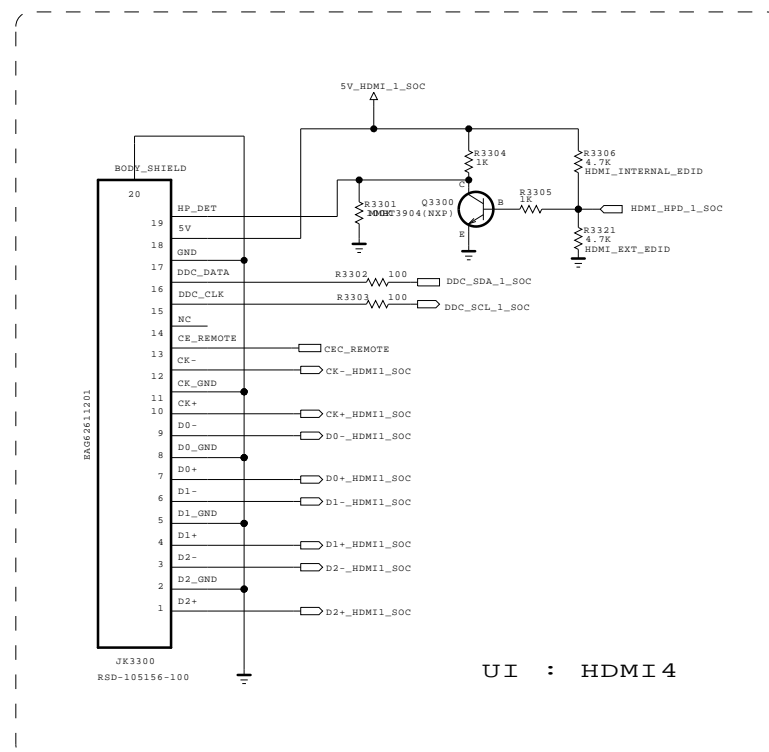 5V_HDMI_1_SOC
BODY_SHIELD
20
R3304
1K
R3306
4.7K
HDMI_INTERNAL_EDID
C
R3301
Q3300
MMBT3904(NXP)
B
R3305
1K
HDMI_HPD_1_SOC
E
R3321
4.7K
HDMI_EXT_EDID
19
HP_DET
18
5V
17
GND
16
DDC_DATA
R3302
100
DDC_SDA_1_SOC
15
DDC_CLK
R3303
100
DDC_SCL_1_SOC
14
NC
13
CE_REMOTE
CEC_REMOTE
12
CK-
CK-_HDMI1_SOC
11
CK_GND
10
CK+
CK+_HDMI1_SOC
9
D0-
D0-_HDMI1_SOC
8
D0_GND
7
D0+
D0+_HDMI1_SOC
6
D1-
D1-_HDMI1_SOC
5
D1_GND
4
D1+
D1+_HDMI1_SOC
3
D2-
D2-_HDMI1_SOC
2
D2_GND
1
D2+
D2+_HDMI1_SOC
EAG62611201
JK3300
RSD-105156-100
UI : HDMI4